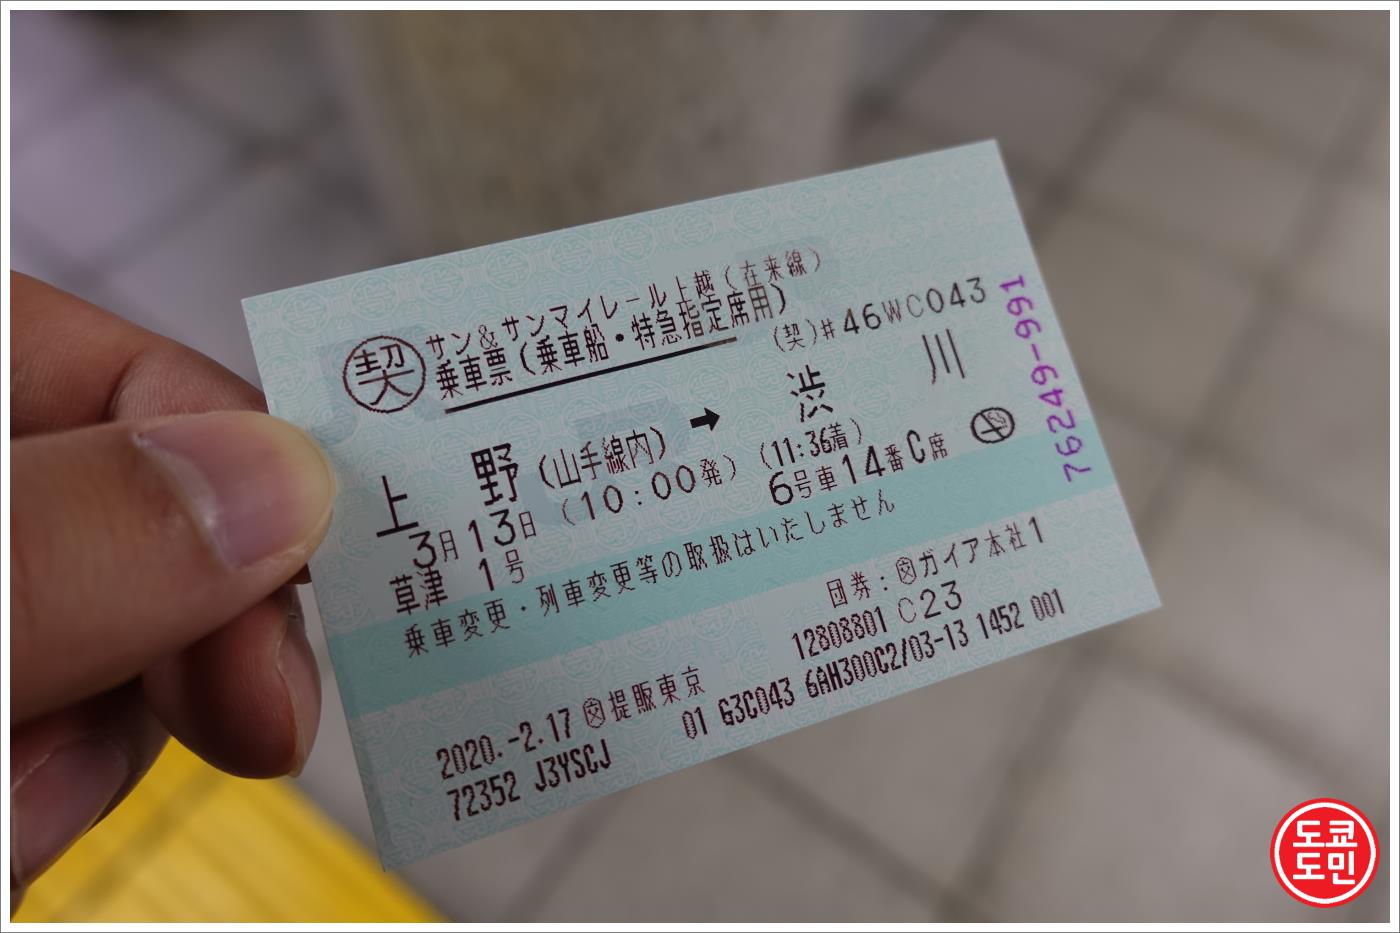 契 サン&サンマイレール上越(在来線)
乗車票(乗車船・特急指定席用)
(契)#46WC043
上野(山手線内) ➡ 渋川
(10:00発) (11:36着)
3月13日
草津 1号 6号車14番C席
乗車変更・列車変更等の取扱はいたしません
団券:交ガイア本社1
12808801 C23
2020.-2.17 交提販東京
01 G3C043 6AH300C2/03-13 1452 001
72352 J3YSCJ
76249-991
도쿄
도민